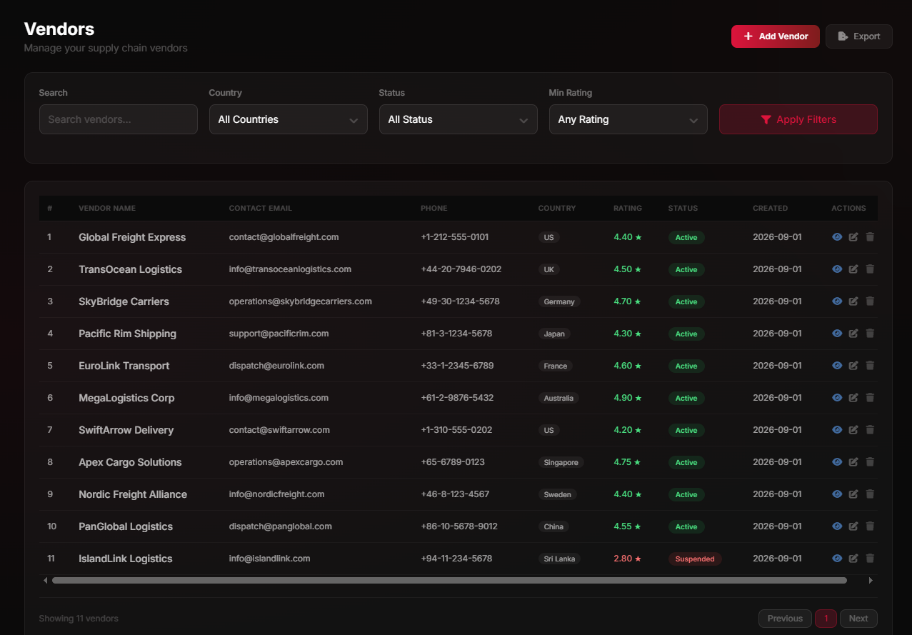 Vendors
Manage your supply chain vendors
+ Add Vendor
Export
Search Country Status Min Rating
Search vendors... All Countries All Status Any Rating Apply Filters
# VENDOR NAME CONTACT EMAIL PHONE COUNTRY RATING STATUS CREATED ACTIONS
1 Global Freight Express contact@globalfreight.com +1-212-555-0101 US 4.40 ★ Active 2026-09-01
2 TransOcean Logistics info@transoceanlogistics.com +44-20-7946-0202 UK 4.50 ★ Active 2026-09-01
3 SkyBridge Carriers operations@skybridgecarriers.com +49-30-1234-5678 Germany 4.70 ★ Active 2026-09-01
4 Pacific Rim Shipping support@pacificrim.com +81-3-1234-5678 Japan 4.30 ★ Active 2026-09-01
5 EuroLink Transport dispatch@eurolink.com +33-1-2345-6789 France 4.60 ★ Active 2026-09-01
6 MegaLogistics Corp info@megalogistics.com +61-2-9876-5432 Australia 4.90 ★ Active 2026-09-01
7 SwiftArrow Delivery contact@swiftarrow.com +1-310-555-0202 US 4.20 ★ Active 2026-09-01
8 Apex Cargo Solutions operations@apexcargo.com +65-6789-0123 Singapore 4.75 ★ Active 2026-09-01
9 Nordic Freight Alliance info@nordicfreight.com +46-8-123-4567 Sweden 4.40 ★ Active 2026-09-01
10 PanGlobal Logistics dispatch@panglobal.com +86-10-5678-9012 China 4.55 ★ Active 2026-09-01
11 IslandLink Logistics info@islandlink.com +94-11-234-5678 Sri Lanka 2.80 ★ Suspended 2026-09-01
Showing 11 vendors
Previous 1 Next